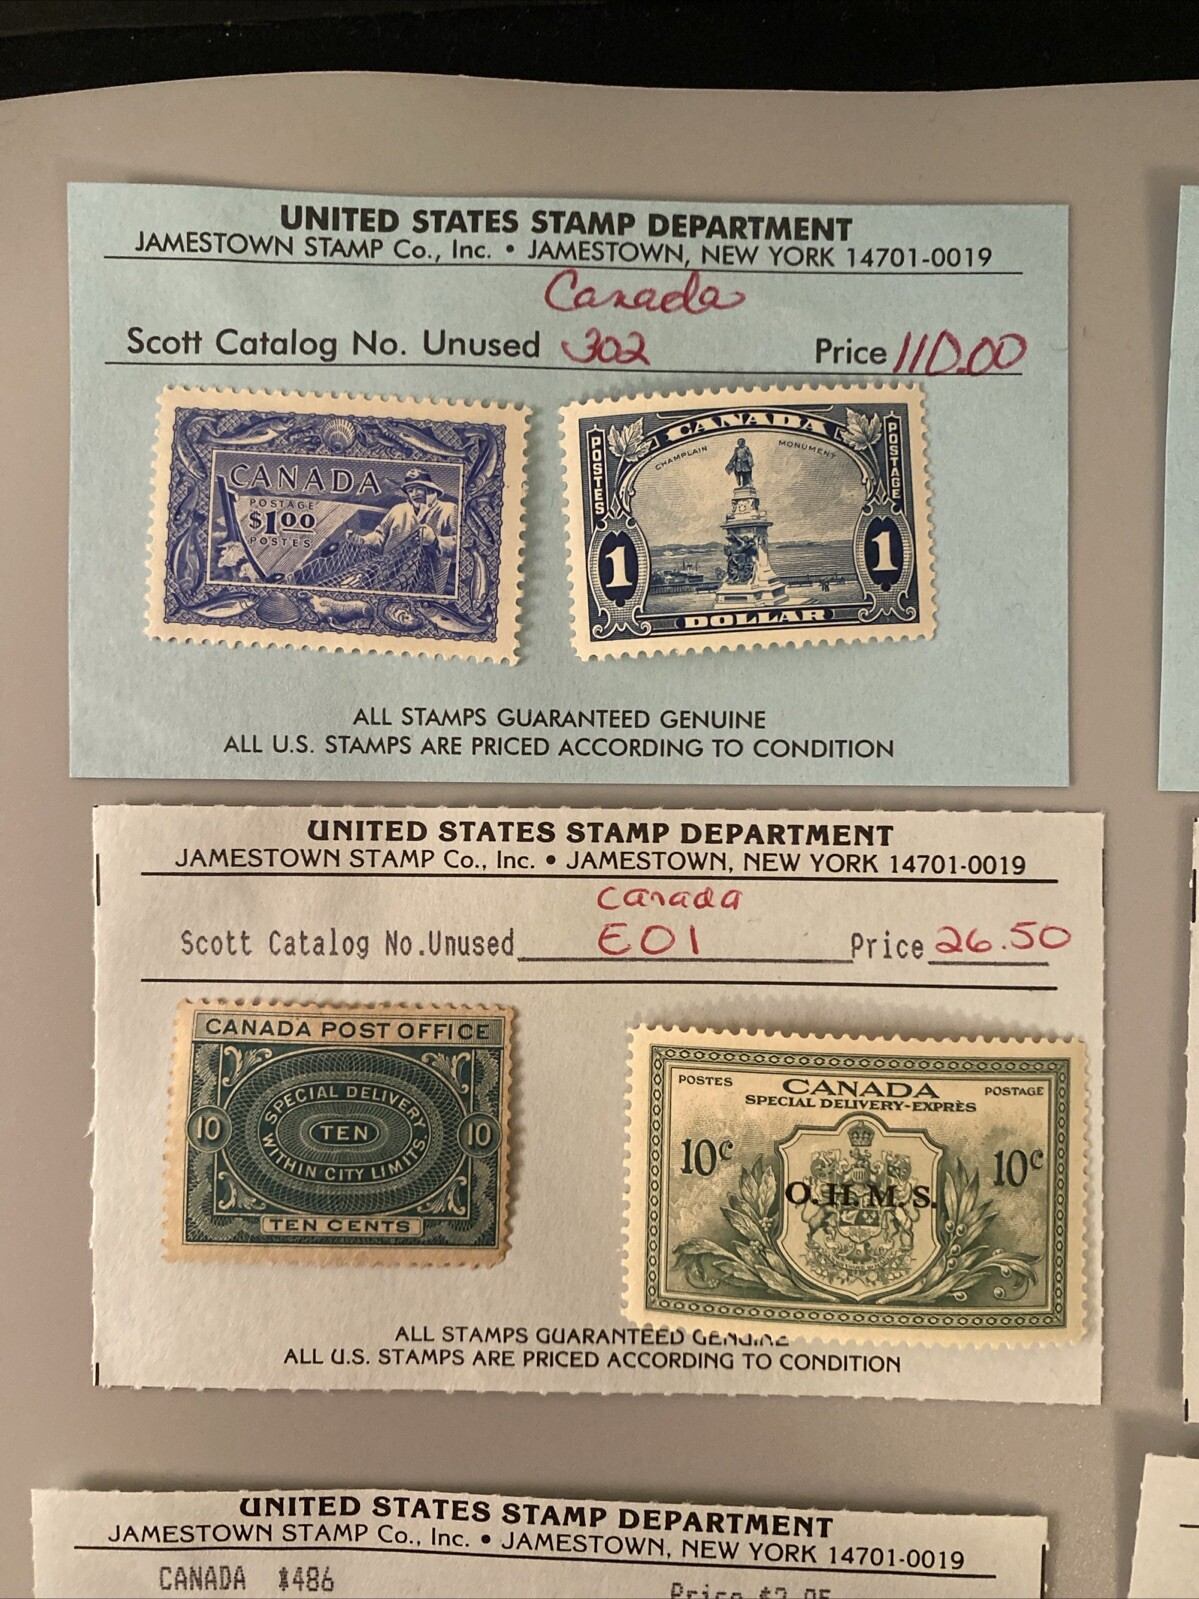 UNITED STATES STAMP DEPARTMENT
JAMESTOWN STAMP Co., Inc. • JAMESTOWN, NEW YORK 14701-0019
Canada
Scott Catalog No. Unused 302 Price 110.00
CANADA
POSTAGE
$1.00
POSTES
CANADA
POSTES
POSTAGE
CHAMPLAIN MONUMENT
1 1
DOLLAR
ALL STAMPS GUARANTEED GENUINE
ALL U.S. STAMPS ARE PRICED ACCORDING TO CONDITION
UNITED STATES STAMP DEPARTMENT
JAMESTOWN STAMP Co., Inc. • JAMESTOWN, NEW YORK 14701-0019
Canada
Scott Catalog No.Unused EO1 Price 26.50
CANADA POST OFFICE
SPECIAL DELIVERY
10 TEN 10
WITHIN CITY LIMITS
TEN CENTS
POSTES CANADA POSTAGE
SPECIAL DELIVERY-EXPRÈS
10c 10c
O.H.M.S.
ALL STAMPS GUARANTEED GENUINE
ALL U.S. STAMPS ARE PRICED ACCORDING TO CONDITION
UNITED STATES STAMP DEPARTMENT
JAMESTOWN STAMP Co., Inc. • JAMESTOWN, NEW YORK 14701-0019
CANADA #486 Price